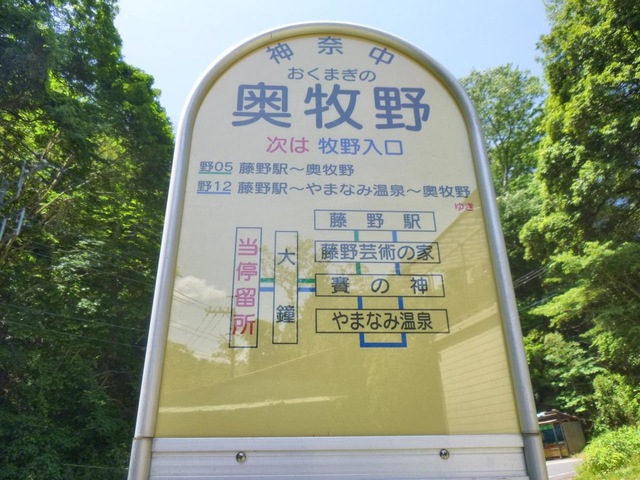 神奈中
おくまぎの
奥牧野
次は 牧野入口
野05 藤野駅〜奥牧野
野12 藤野駅〜やまなみ温泉〜奥牧野
ゆき
藤野駅
藤野芸術の家
賽の神
やまなみ温泉
大鐘
当停留所